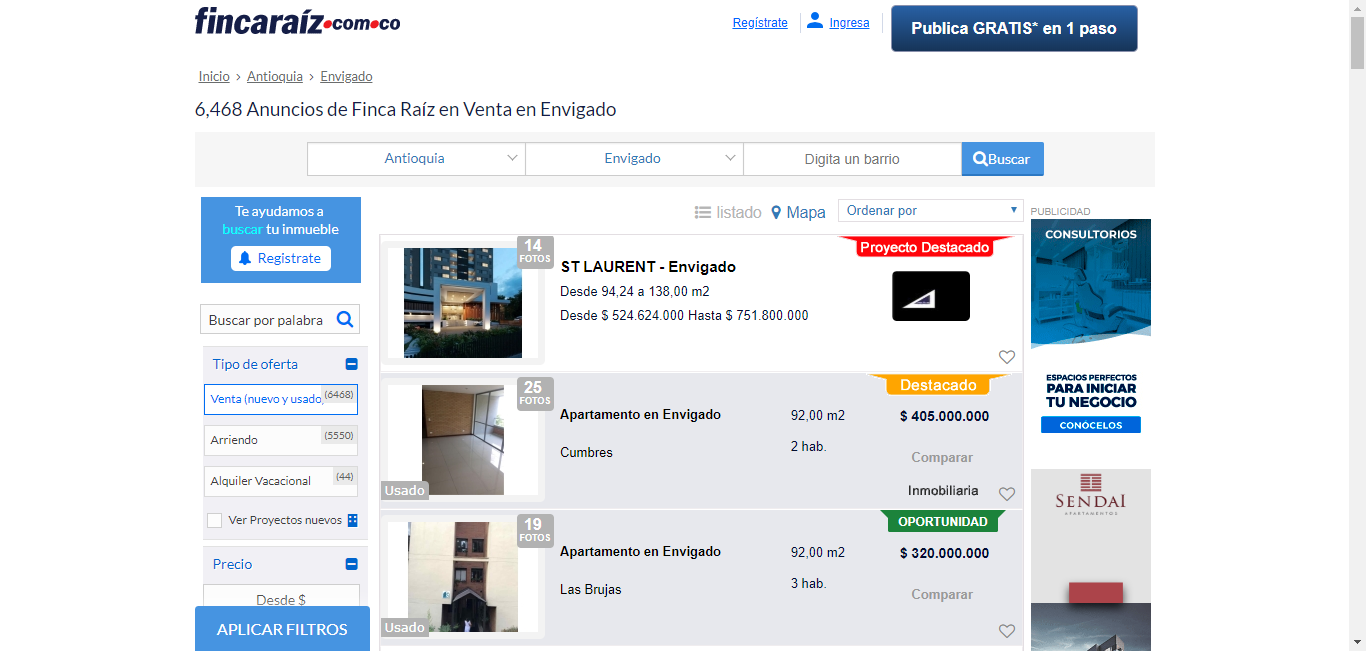 fincaraíz.com.co
Regístrate
Ingresa
Publica GRATIS* en 1 paso
Inicio > Antioquia > Envigado
6,468 Anuncios de Finca Raíz en Venta en Envigado
Antioquia
Envigado
Digita un barrio
Buscar
Te ayudamos a
buscar tu inmueble
Registrate
Buscar por palabra
Tipo de oferta
Venta (nuevo y usado) (6468)
Arriendo (5550)
Alquiler Vacacional (44)
Ver Proyectos nuevos
Precio
Desde $
APLICAR FILTROS
listado
Mapa
Ordenar por
14
FOTOS
ST LAURENT - Envigado
Desde 94,24 a 138,00 m2
Desde $ 524.624.000 Hasta $ 751.800.000
Proyecto Destacado
25
FOTOS
Usado
Apartamento en Envigado
Cumbres
92,00 m2
2 hab.
Destacado
$ 405.000.000
Comparar
Inmobiliaria
19
FOTOS
Usado
Apartamento en Envigado
Las Brujas
92,00 m2
3 hab.
OPORTUNIDAD
$ 320.000.000
Comparar
PUBLICIDAD
CONSULTORIOS
ESPACIOS PERFECTOS
PARA INICIAR
TU NEGOCIO
CONÓCELOS
SENDAI
APARTAMENTOS